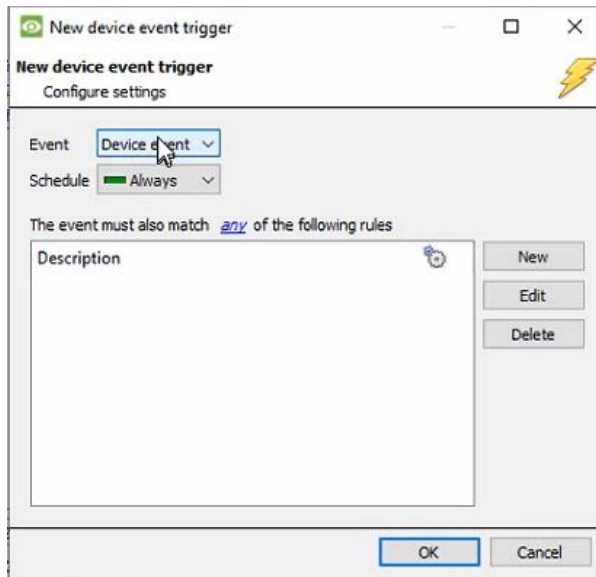 New device event trigger
New device event trigger
Configure settings
Event Device event
Schedule Always
The event must also match any of the following rules
Description
New
Edit
Delete
OK Cancel